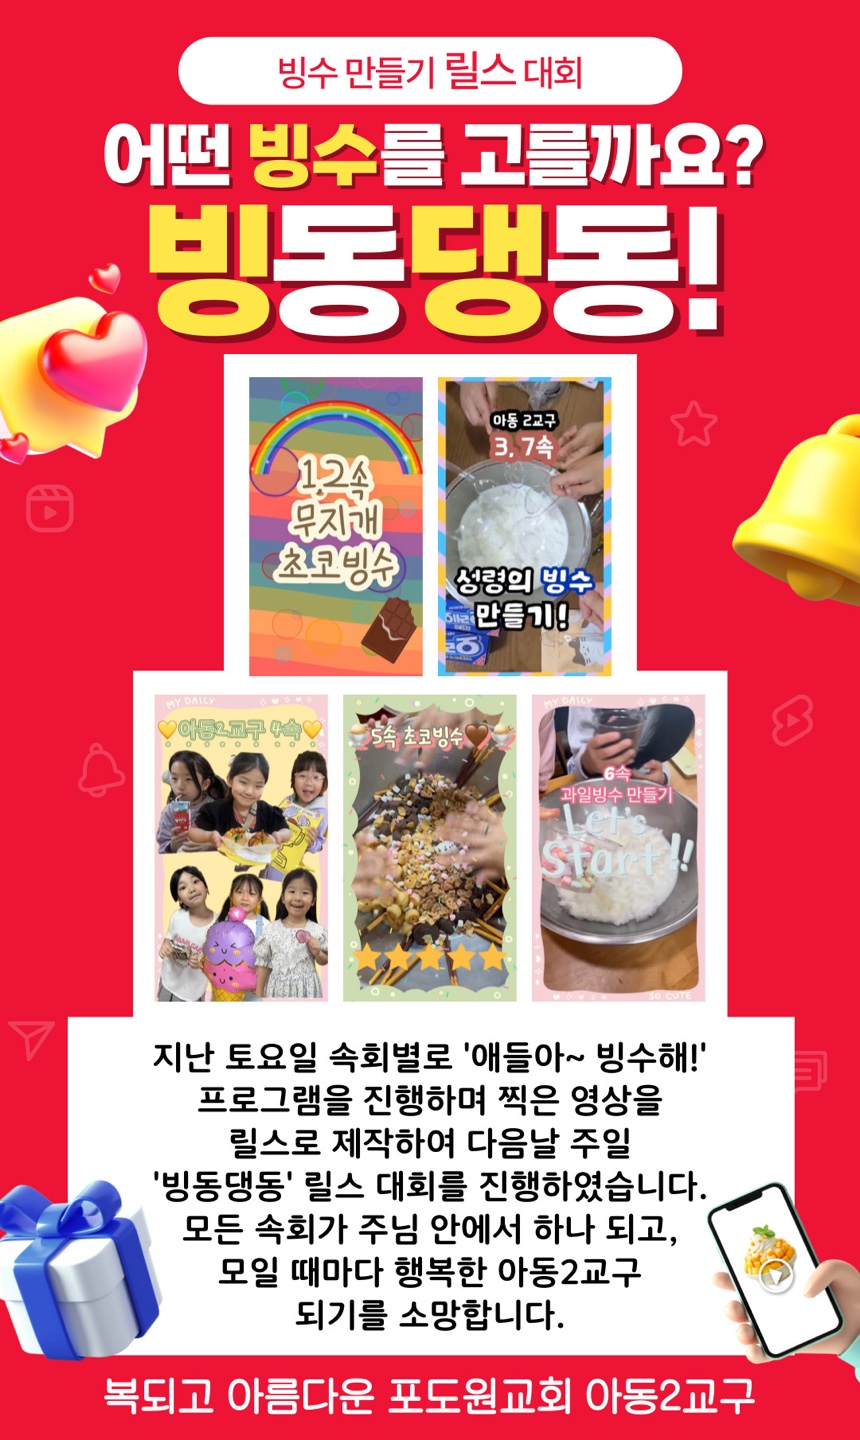 빙수 만들기 릴스 대회
어떤 빙수를 고를까요?
빙동댕동!
1,2속
무지개
초코빙수
아동 2교구
3, 7속
성령의 빙수
만들기!
MY DAILY
아동2교구 4속
5속 초코빙수
MY DAILY
6속
과일빙수 만들기
Let's
Start!!
SO CUTE
지난 토요일 속회별로 '애들아~ 빙수해!'
프로그램을 진행하며 찍은 영상을
릴스로 제작하여 다음날 주일
'빙동댕동' 릴스 대회를 진행하였습니다.
모든 속회가 주님 안에서 하나 되고,
모일 때마다 행복한 아동2교구
되기를 소망합니다.
복되고 아름다운 포도원교회 아동2교구